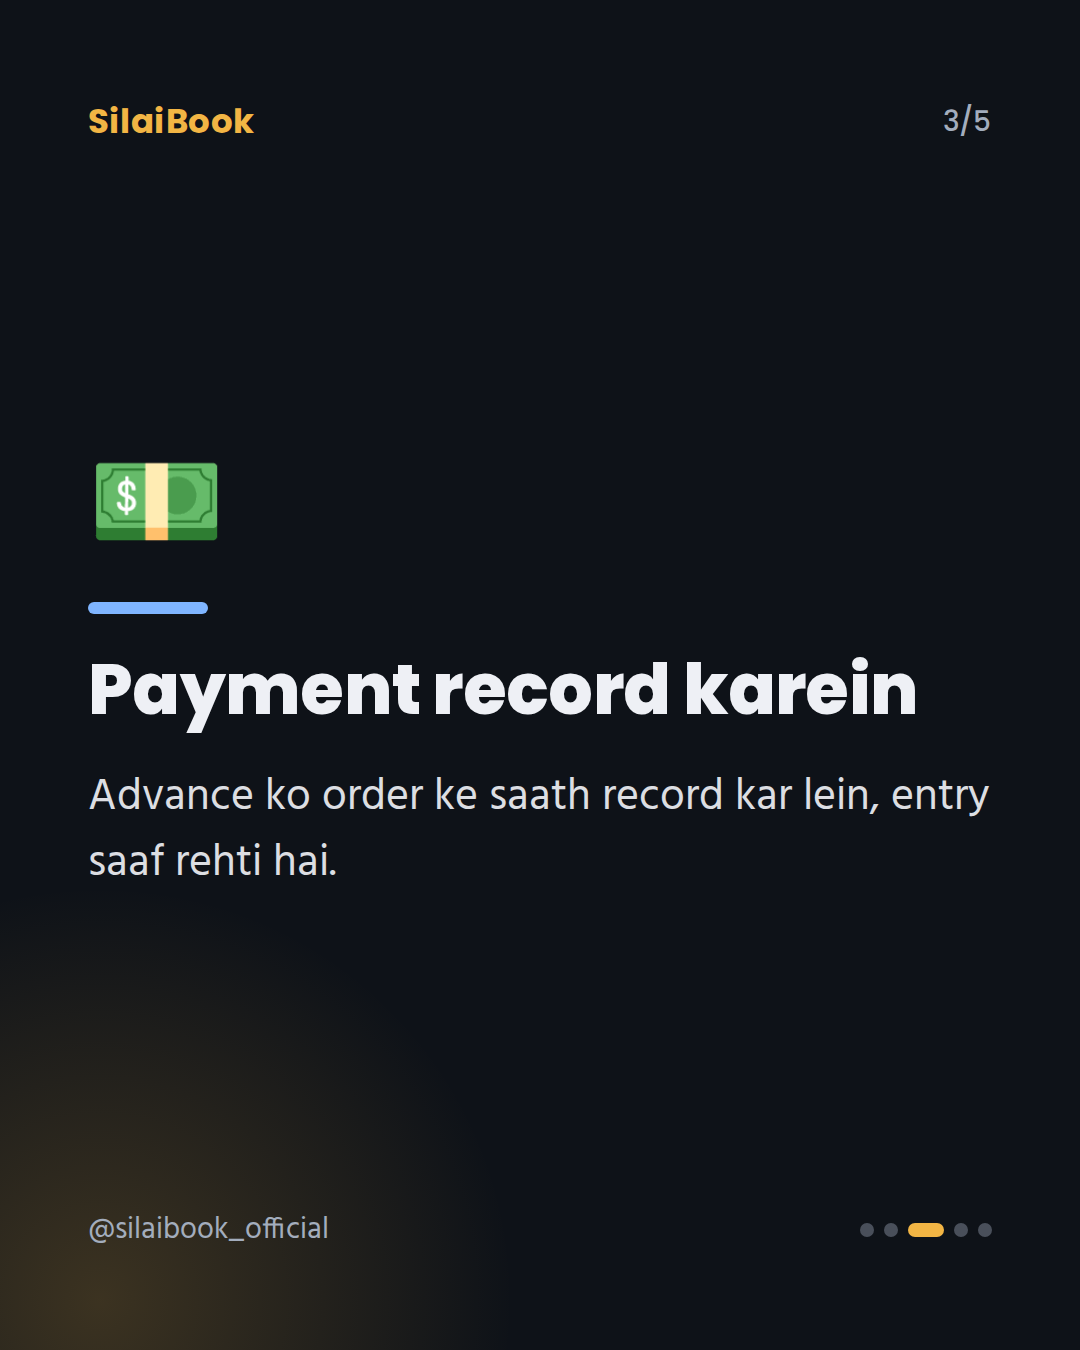 SilaiBook
3/5
$
Payment record karein
Advance ko order ke saath record kar lein, entry
saaf rehti hai.
@silaibook_official